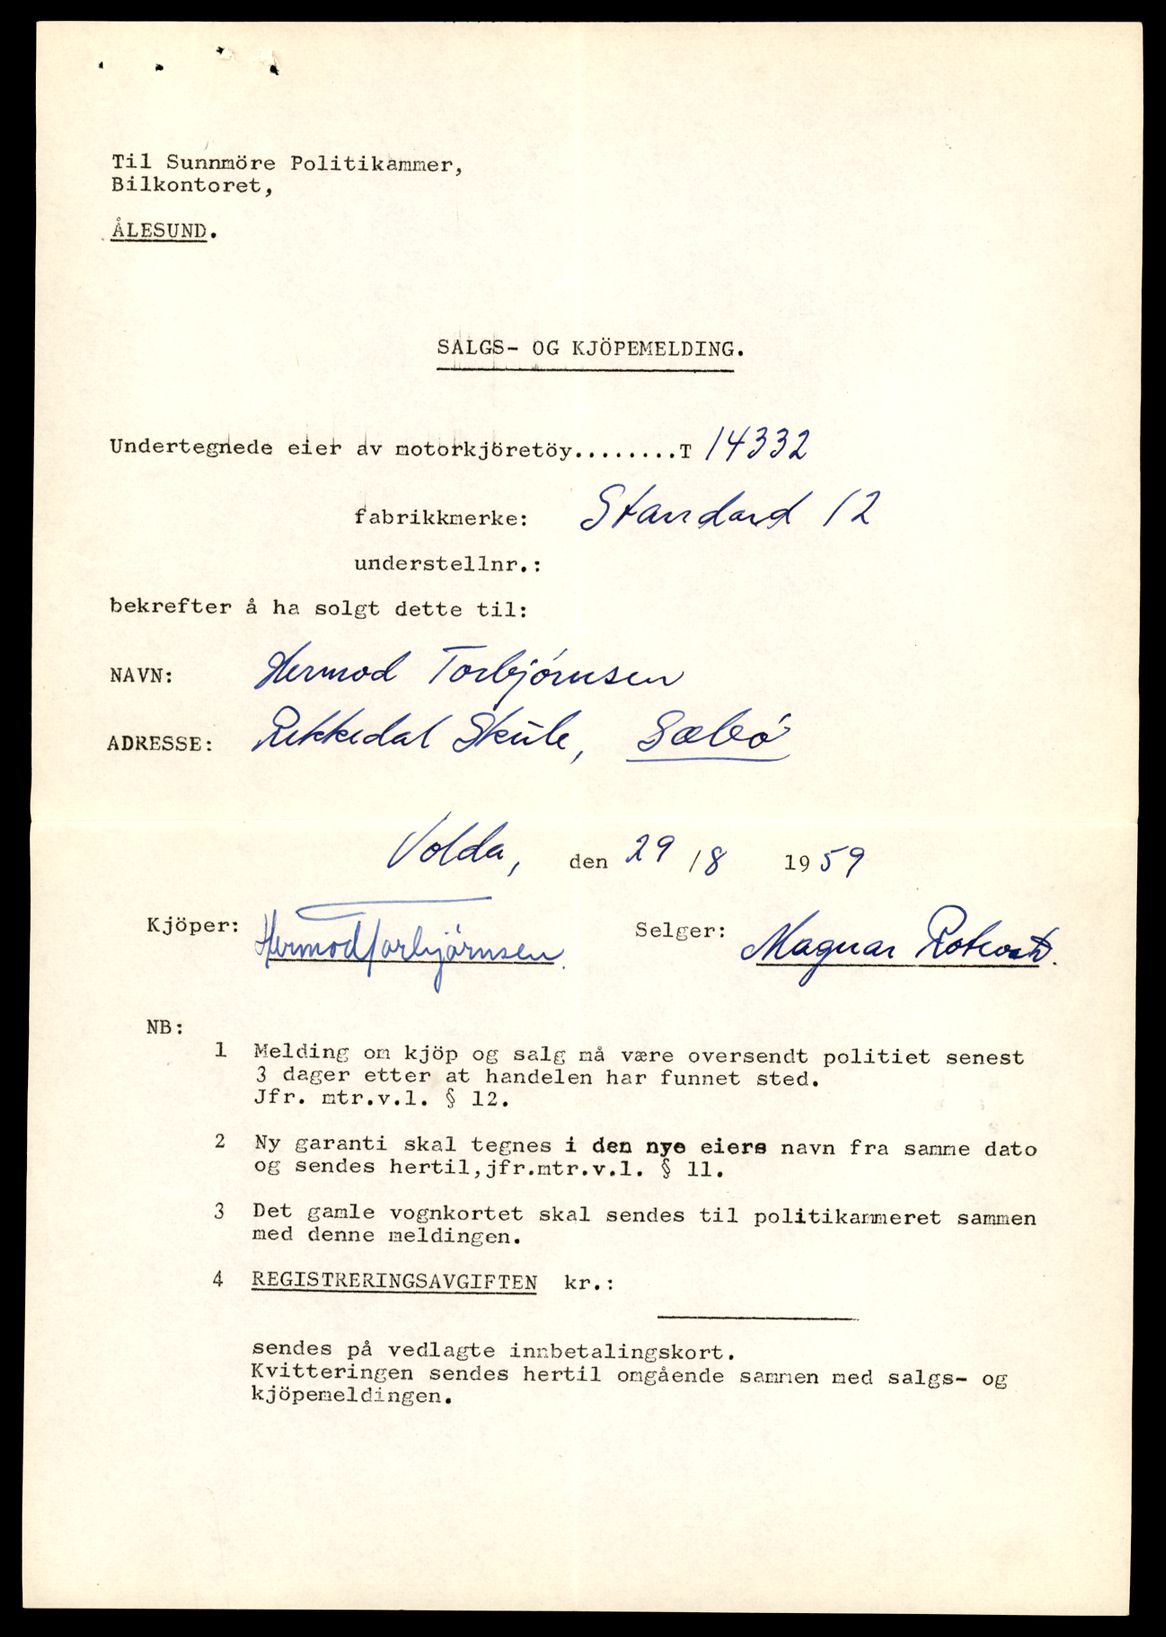 Til Sunnmöre Politikammer,
Bilkontoret,
ÅLESUND.
SALGS- OG KJÖPEMELDING.
Undertegnede eier av motorkjöretöy........T 14332
fabrikkmerke: Standard 12
understellnr.:
bekrefter å ha solgt dette til:
NAVN: Hermod Torbjørnsen
ADRESSE: Rekkedal Skule, Sæbø
Volda, den 29/8 1959
Kjöper: Hermod Torbjørnsen. Selger: Magnar
NB:
1 Melding om kjöp og salg må være oversendt politiet senest
3 dager etter at handelen har funnet sted.
Jfr. mtr.v.l. § 12.
2 Ny garanti skal tegnes i den nye eiers navn fra samme dato
og sendes hertil,jfr.mtr.v.l. § 11.
3 Det gamle vognkortet skal sendes til politikammeret sammen
med denne meldingen.
4 REGISTRERINGSAVGIFTEN kr.:
sendes på vedlagte innbetalingskort.
Kvitteringen sendes hertil omgående sammen med salgs- og
kjöpemeldingen.